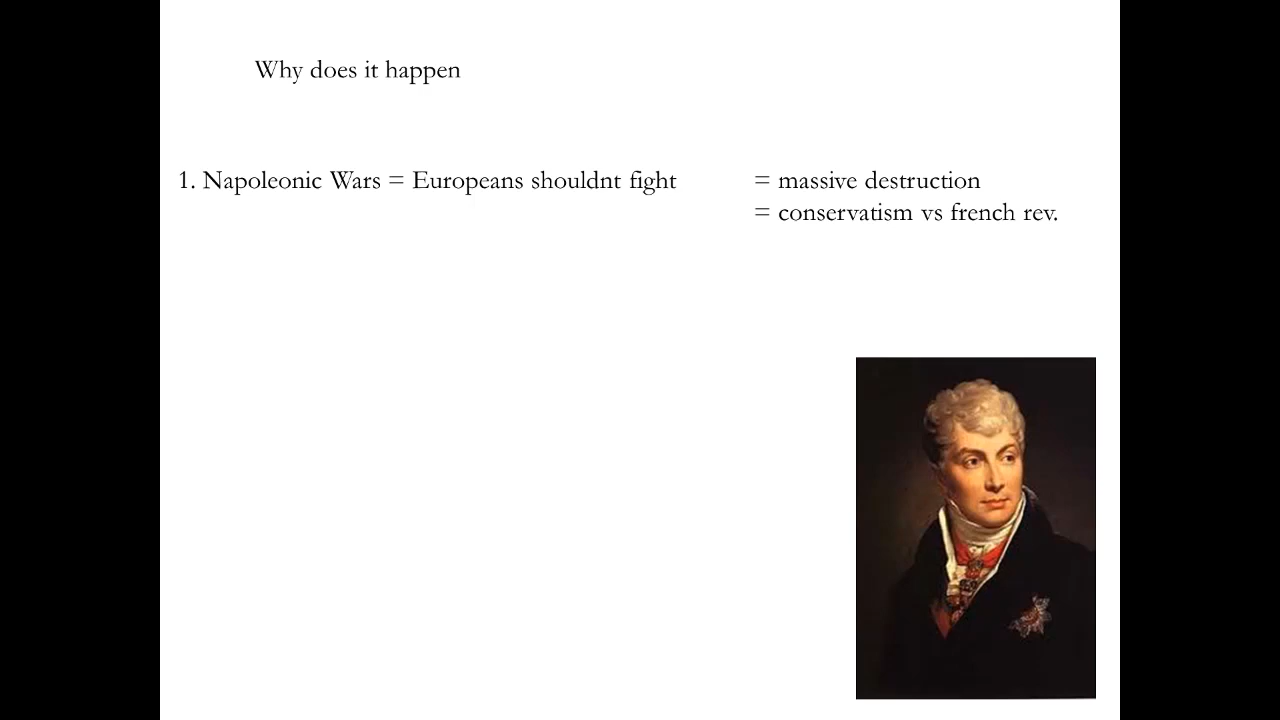 Why does it happen
1. Napoleonic Wars = Europeans shouldnt fight = massive destruction
= conservatism vs french rev.